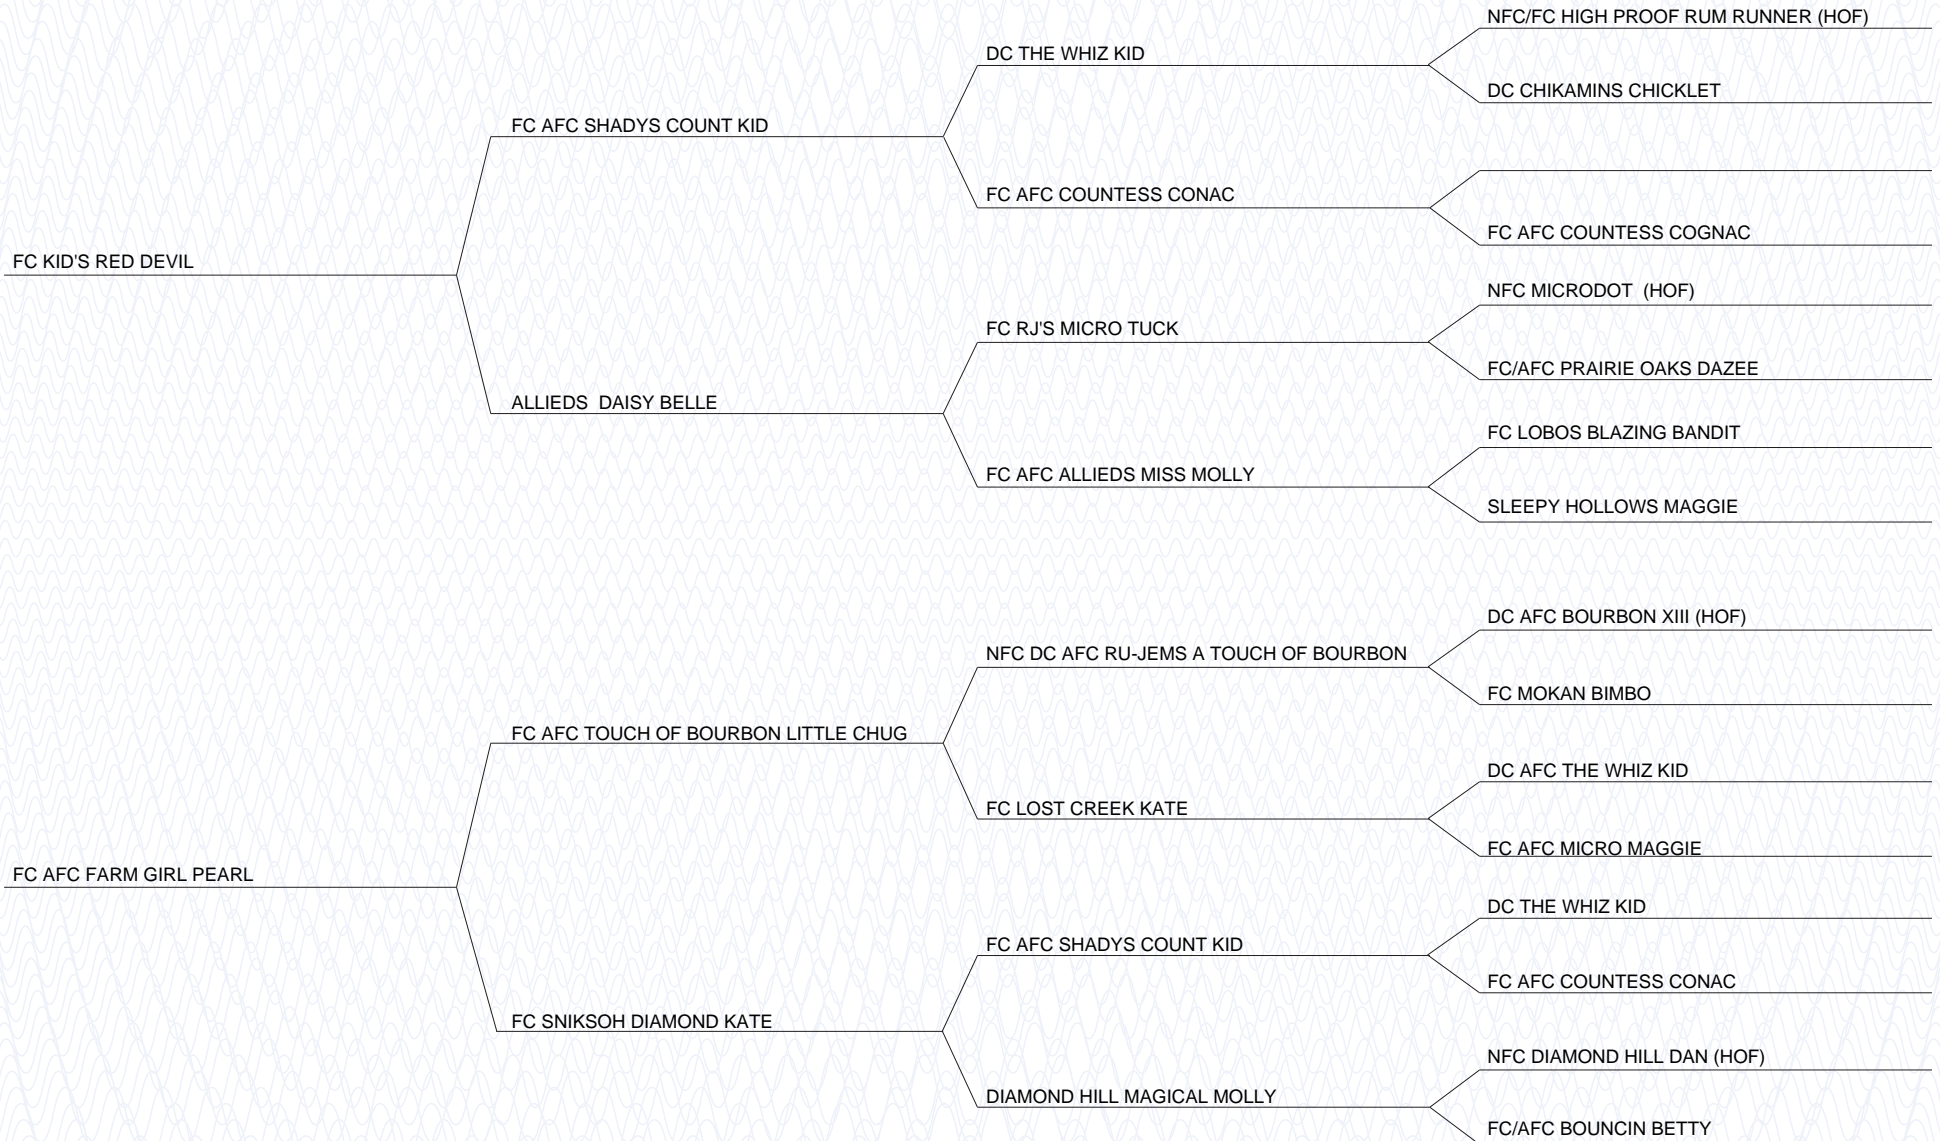 NFC/FC HIGH PROOF RUM RUNNER (HOF)
DC THE WHIZ KID
DC CHIKAMINS CHICKLET
FC AFC SHADYS COUNT KID
FC AFC COUNTESS CONAC
FC AFC COUNTESS COGNAC
FC KID'S RED DEVIL
NFC MICRODOT  (HOF)
FC RJ'S MICRO TUCK
FC/AFC PRAIRIE OAKS DAZEE
ALLIEDS  DAISY BELLE
FC LOBOS BLAZING BANDIT
FC AFC ALLIEDS MISS MOLLY
SLEEPY HOLLOWS MAGGIE
DC AFC BOURBON XIII (HOF)
NFC DC AFC RU-JEMS A TOUCH OF BOURBON
FC MOKAN BIMBO
FC AFC TOUCH OF BOURBON LITTLE CHUG
DC AFC THE WHIZ KID
FC LOST CREEK KATE
FC AFC MICRO MAGGIE
FC AFC FARM GIRL PEARL
DC THE WHIZ KID
FC AFC SHADYS COUNT KID
FC AFC COUNTESS CONAC
FC SNIKSOH DIAMOND KATE
NFC DIAMOND HILL DAN (HOF)
DIAMOND HILL MAGICAL MOLLY
FC/AFC BOUNCIN BETTY